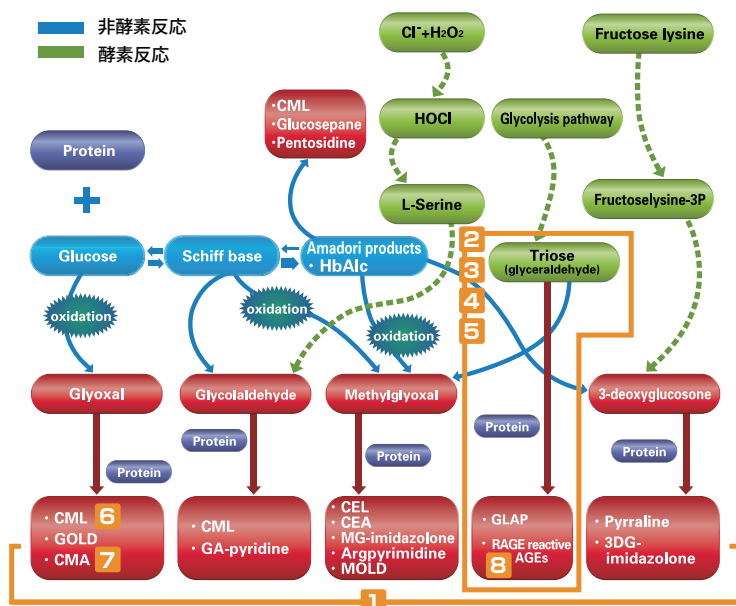 非酵素反応
酵素反応
Cl⁻+H₂O₂
Fructose lysine
・CML
・Glucosepane
・Pentosidine
HOCl
Glycolysis pathway
Protein
+
L-Serine
Fructoselysine-3P
Glucose
Schiff base
Amadori products
・HbAlc
2
3
4
5
Triose
(glyceraldehyde)
oxidation
oxidation
oxidation
Glyoxal
Glycolaldehyde
Methylglyoxal
3-deoxyglucosone
Protein
Protein
Protein
Protein
Protein
・CML 6
・GOLD
・CMA 7
・CML
・GA-pyridine
・CEL
・CEA
・MG-imidazolone
・Argpyrimidine
・MOLD
・GLAP
・RAGE reactive
8 AGEs
・Pyrraline
・3DG-
imidazolone
1